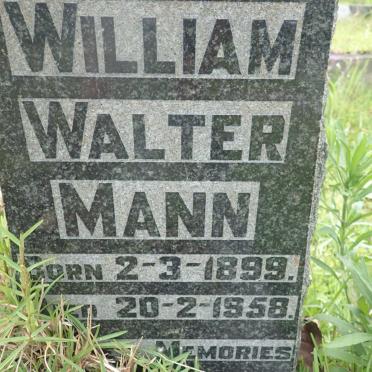 WILLIAM
WALTER
MANN
BORN 2-3-1899.
20-2-1958.
MEMORIES